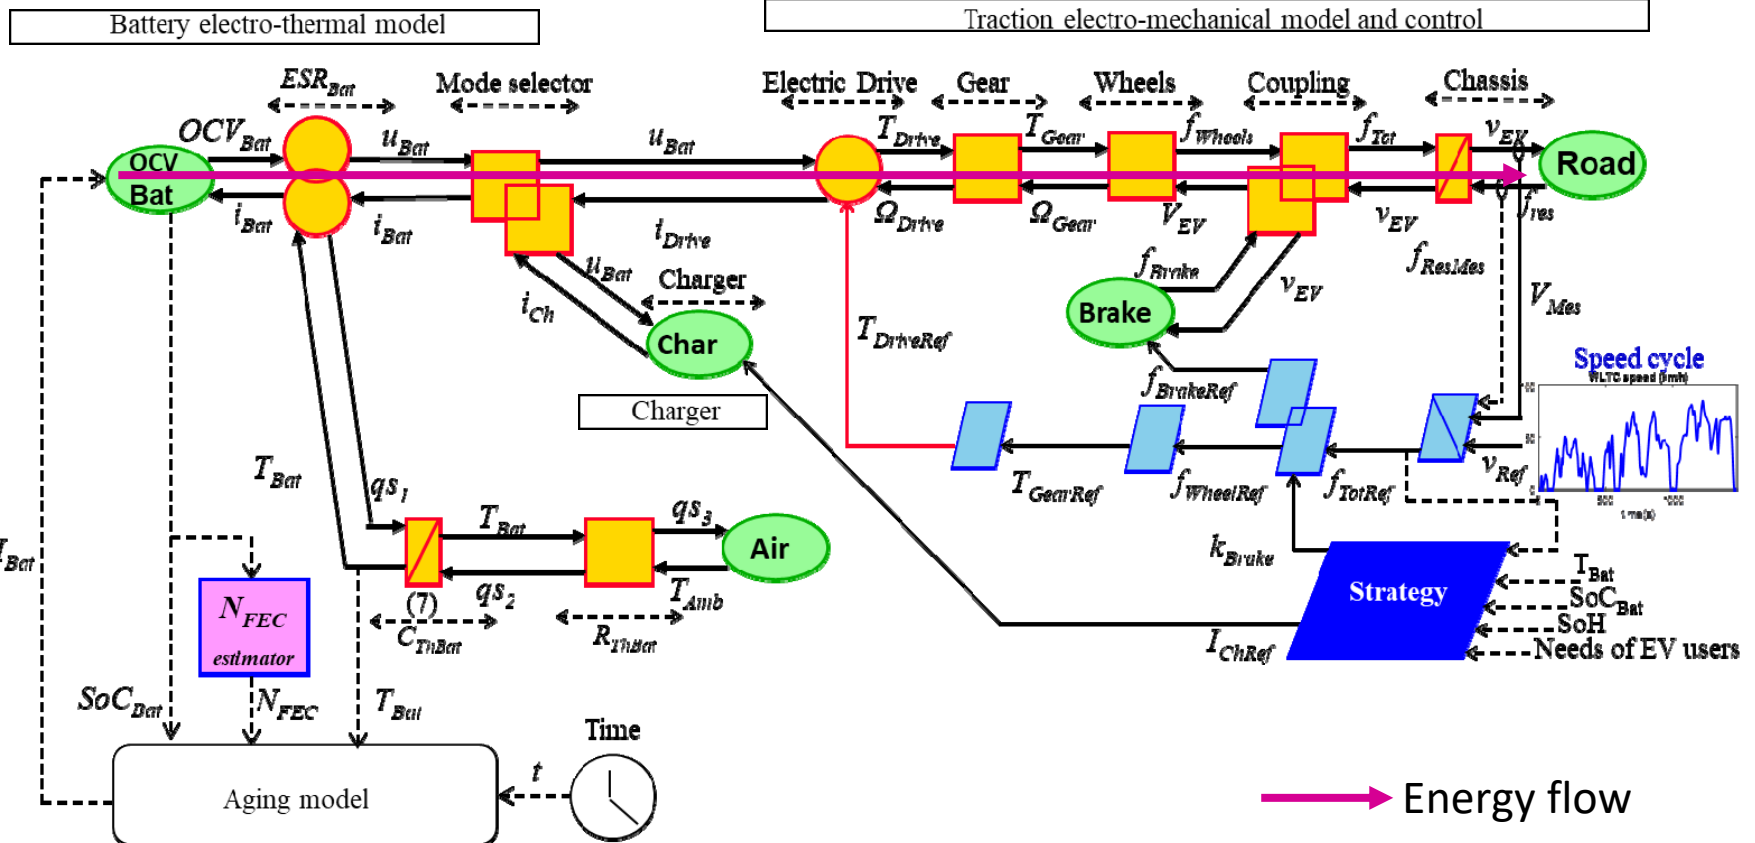 Battery electro-thermal model
Traction electro-mechanical model and control
ESR_Bat
Mode selector
Electric Drive
Gear
Wheels
Coupling
Chassis
OCV_Bat
u_Bat
u_Bat
T_Drive
T_Gear
f_Wheels
f_Tot
v_EV
OCV
Bat
Road
i_Bat
i_Bat
i_Drive
Ω_Drive
Ω_Gear
V_EV
v_EV
f_res
u_Bat
i_Ch
Charger
Char
Charger
f_Brake
v_EV
Brake
f_ResMes
V_Mes
T_DriveRef
f_BrakeRef
Speed cycle
WLTC speed (km/h)
T_GearRef
f_WheelRef
f_TotRef
v_Ref
time(s)
T_Bat
qs_1
T_Bat
qs_3
Air
qs_2
T_Amb
(7)
C_ThBat
R_ThBat
k_Brake
I_ChRef
Strategy
T_Bat
SoC_Bat
SoH
Needs of EV users
N_FEC
estimator
SoC_Bat
N_FEC
T_Bat
Time
t
Aging model
Energy flow